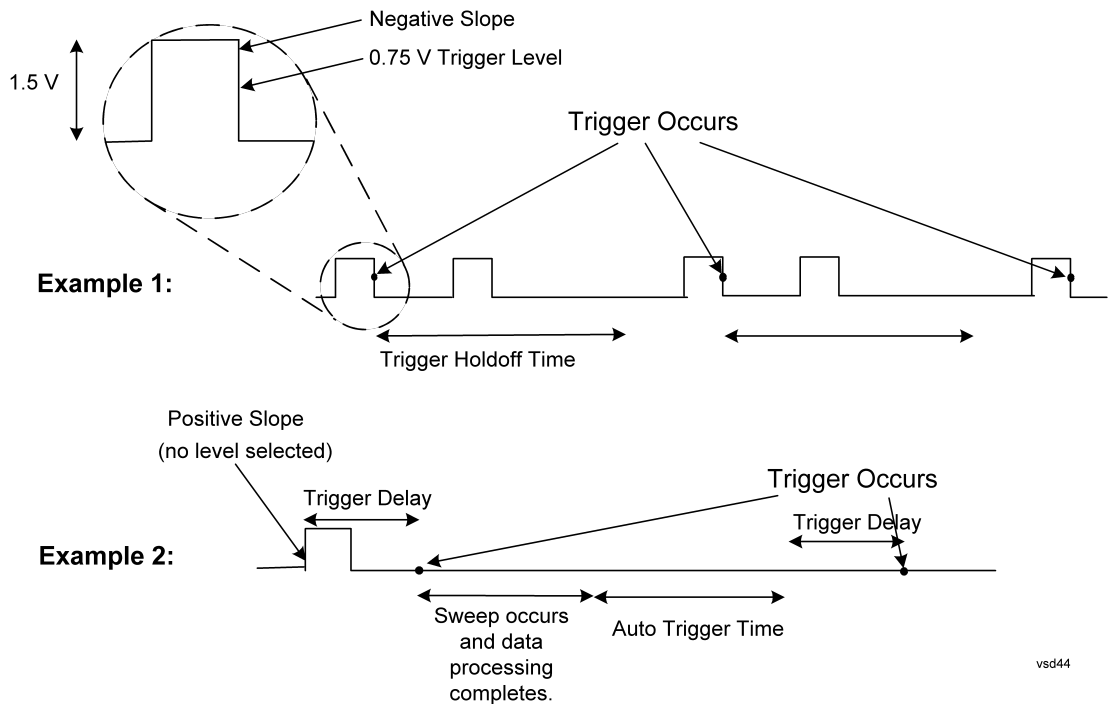 Negative Slope
0.75 V Trigger Level
1.5 V
Trigger Occurs
Example 1:
Trigger Holdoff Time
Positive Slope
(no level selected)
Trigger Delay
Trigger Occurs
Trigger Delay
Example 2:
Sweep occurs
and data
processing
completes.
Auto Trigger Time
vsd44